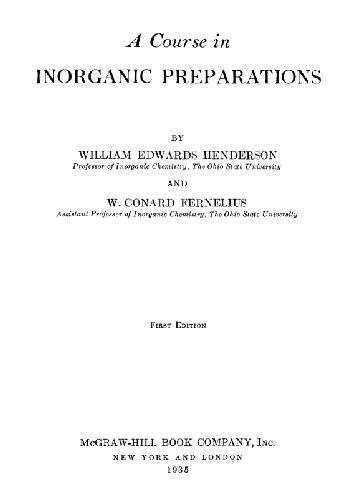 A Course in
INORGANIC PREPARATIONS
BY
WILLIAM EDWARDS HENDERSON
Professor of Inorganic Chemistry, The Ohio State University
AND
W. CONARD FERNELIUS
Assistant Professor of Inorganic Chemistry, The Ohio State University
FIRST EDITION
McGRAW-HILL BOOK COMPANY, INC.
NEW YORK AND LONDON
1935